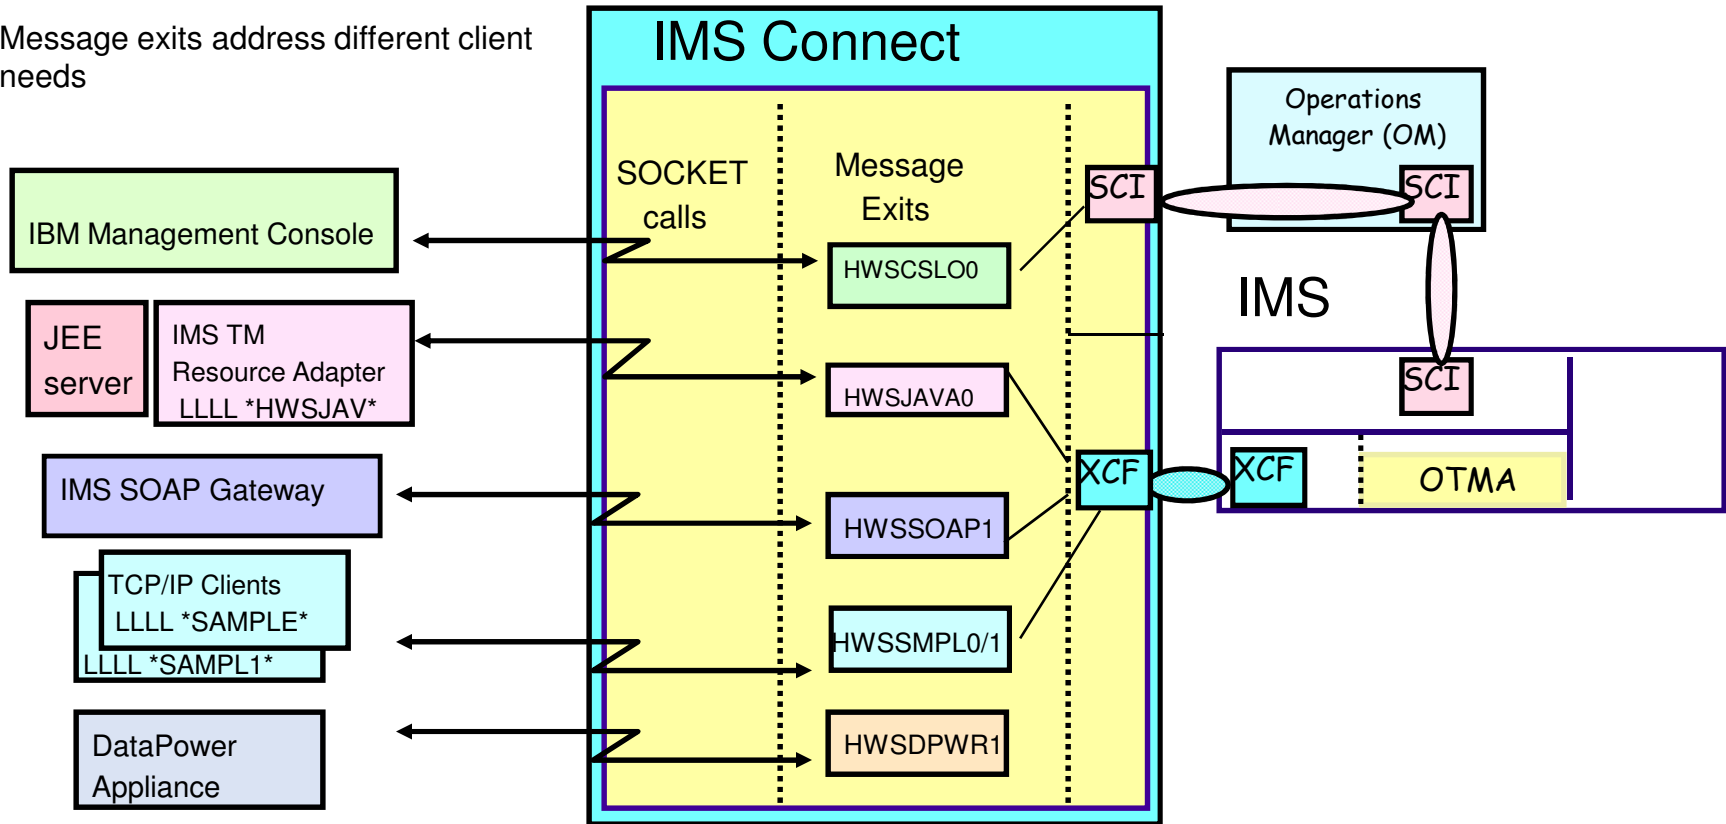 Message exits address different client
needs
IMS Connect
SOCKET
calls
Message
Exits
Operations
Manager (OM)
SCI
SCI
IBM Management Console
HWSCSLO0
IMS
JEE
server
IMS TM
Resource Adapter
LLLL *HWSJAV*
HWSJAVA0
SCI
XCF
XCF
OTMA
IMS SOAP Gateway
HWSSOAP1
TCP/IP Clients
LLLL *SAMPLE*
LLLL *SAMPL1*
HWSSMPL0/1
DataPower
Appliance
HWSDPWR1